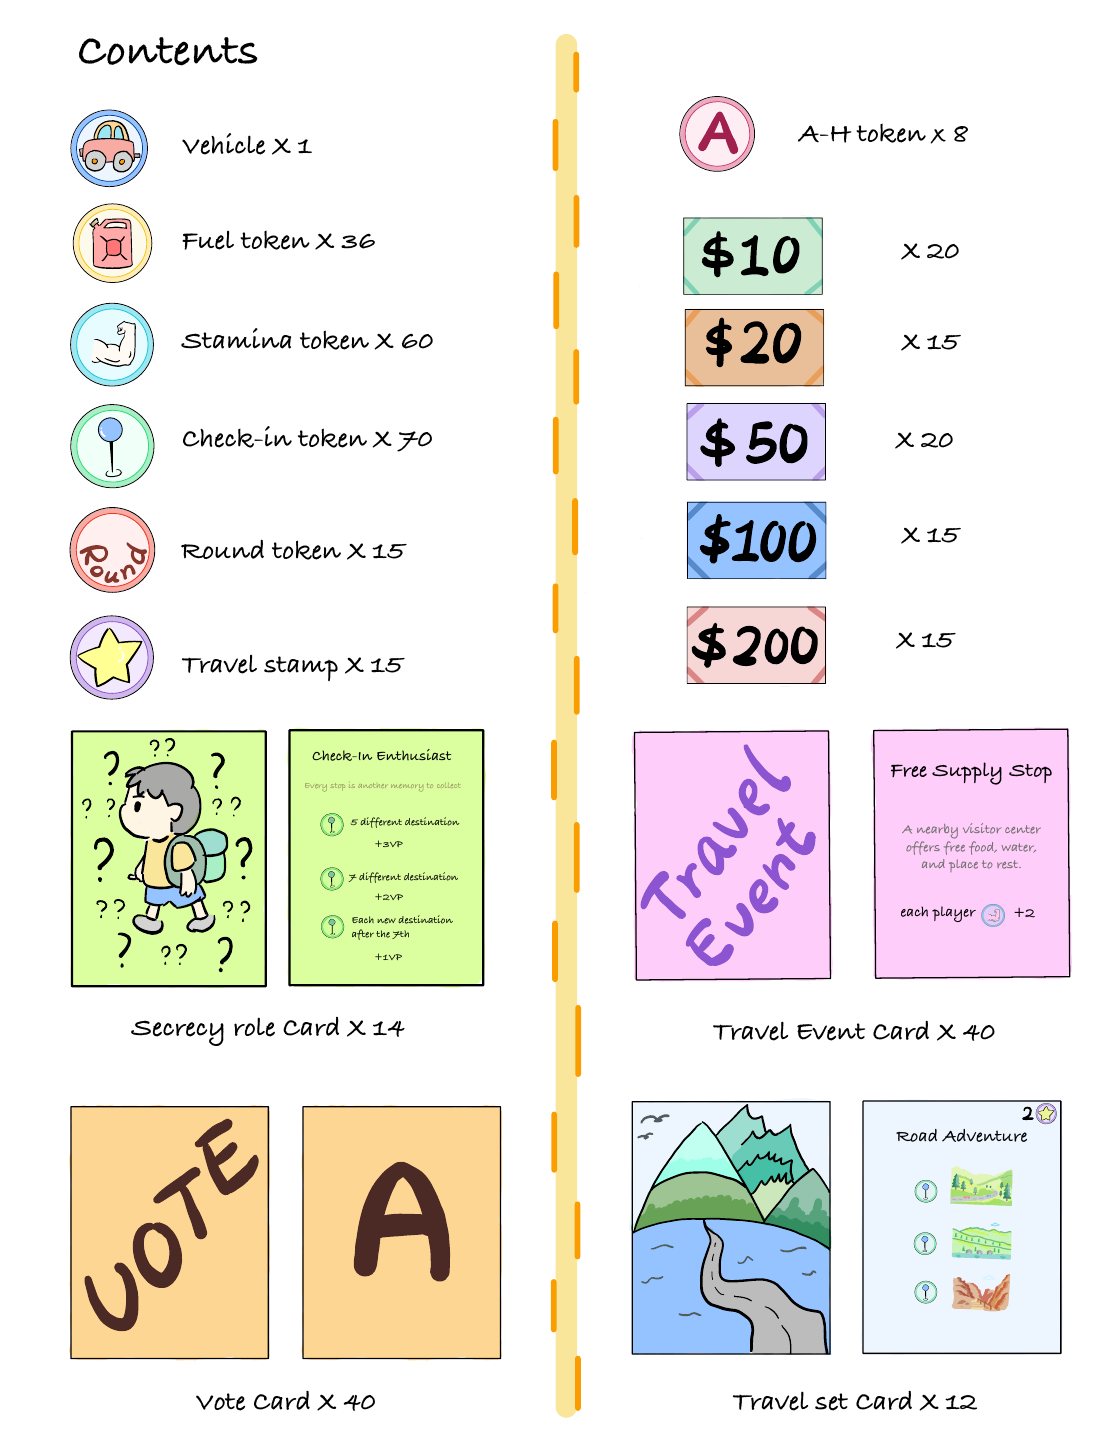 Contents
Vehicle X 1
Fuel token X 36
Stamina token X 60
Check-in token X 70
Round
Round token X 15
Travel stamp X 15
A
A-H token x 8
$10
X 20
$20
X 15
$50
X 20
$100
X 15
$200
X 15
? ?
?
?
? ?
? ?
?
?
? ?
? ?
?
? ?
?
Check-In Enthusiast
Every stop is another memory to collect
5 different destination
+3VP
7 different destination
+2VP
Each new destination
after the 7th
+1VP
Secrecy role Card X 14
Travel
Event
Free Supply Stop
A nearby visitor center
offers free food, water,
and place to rest.
each player +2
Travel Event Card X 40
VOTE
A
Vote Card X 40
2
Road Adventure
Travel set Card X 12